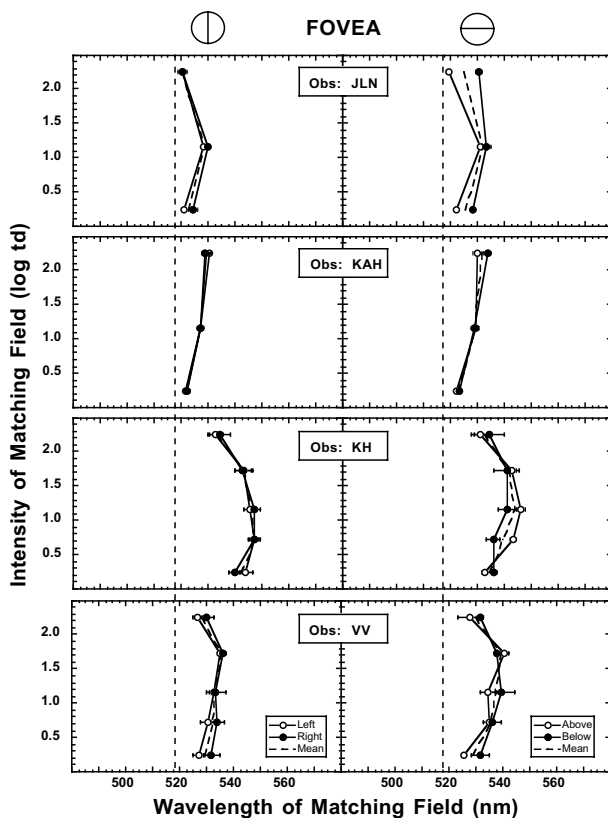 FOVEA
Intensity of Matching Field (log td)
2.0
1.5
1.0
0.5
Obs: JLN
2.0
1.5
1.0
0.5
Obs: KAH
2.0
1.5
1.0
0.5
Obs: KH
2.0
1.5
1.0
0.5
Obs: VV
Left
Right
Mean
Above
Below
Mean
500 520 540 560 500 520 540 560
Wavelength of Matching Field (nm)